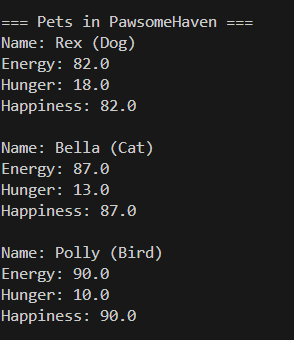 === Pets in PawsomeHaven ===
Name: Rex (Dog)
Energy: 82.0
Hunger: 18.0
Happiness: 82.0
Name: Bella (Cat)
Energy: 87.0
Hunger: 13.0
Happiness: 87.0
Name: Polly (Bird)
Energy: 90.0
Hunger: 10.0
Happiness: 90.0